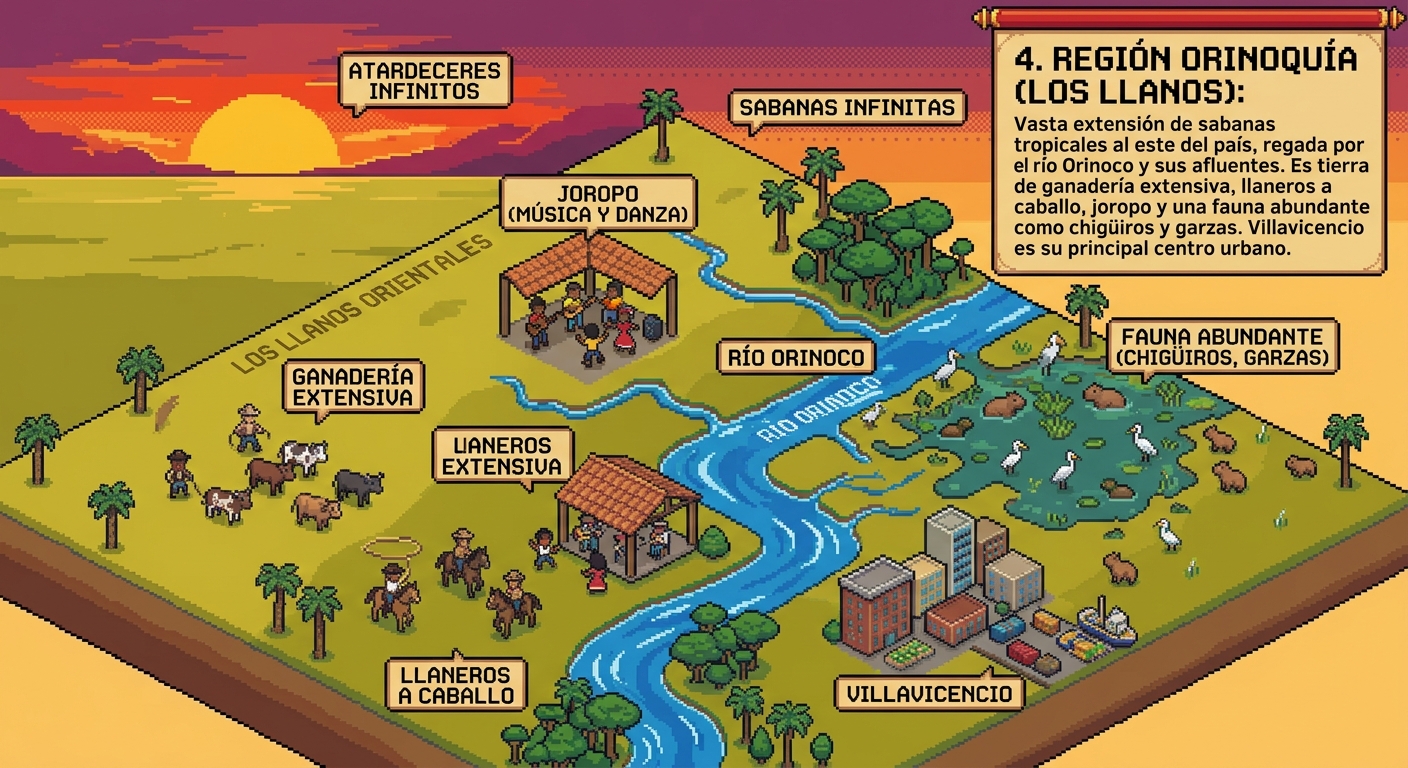 ATARDECERES
INFINITOS
SABANAS INFINITAS
4. REGIÓN ORINOQUÍA
(LOS LLANOS):
Vasta extensión de sabanas
tropicales al este del país, regada por
el río Orinoco y sus afluentes. Es tierra
de ganadería extensiva, llaneros a
caballo, joropo y una fauna abundante
como chigüiros y garzas. Villavicencio
es su principal centro urbano.
JOROPO
(MÚSICA Y DANZA)
LOS LLANOS ORIENTALES
RÍO ORINOCO
FAUNA ABUNDANTE
(CHIGÜIROS, GARZAS)
GANADERÍA
EXTENSIVA
RÍO ORINOCO
UANEROS
EXTENSIVA
LLANEROS
A CABALLO
VILLAVICENCIO